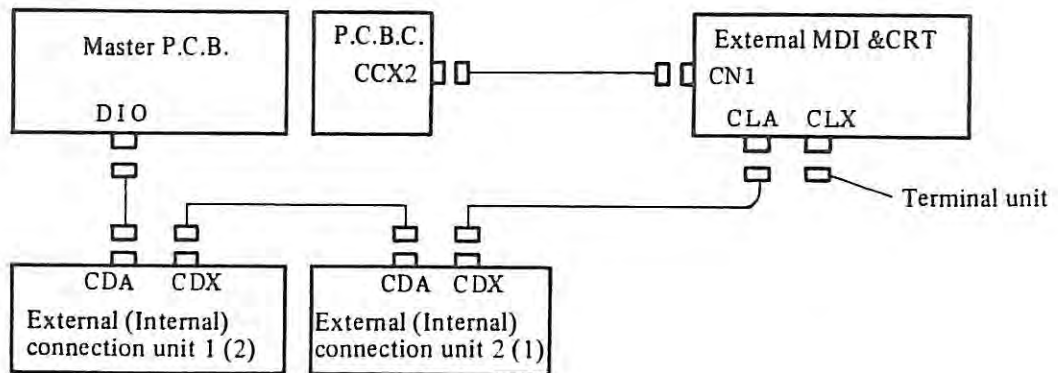 Master P.C.B.
DIO
P.C.B.C.
CCX2
External MDI &CRT
CN1
CLA CLX
Terminal unit
CDA CDX
External (Internal)
connection unit 1 (2)
CDA CDX
External (Internal)
connection unit 2 (1)